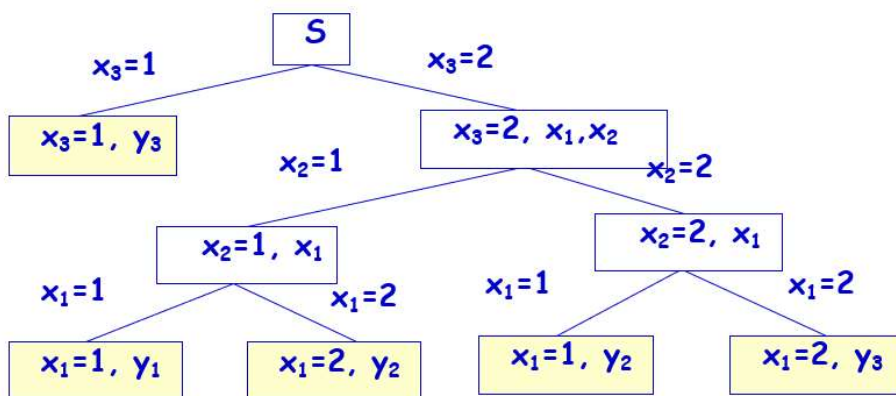 S
x₃=1
x₃=2
x₃=1, y₃
x₃=2, x₁,x₂
x₂=1
x₂=2
x₂=1, x₁
x₂=2, x₁
x₁=1
x₁=2
x₁=1
x₁=2
x₁=1, y₁
x₁=2, y₂
x₁=1, y₂
x₁=2, y₃